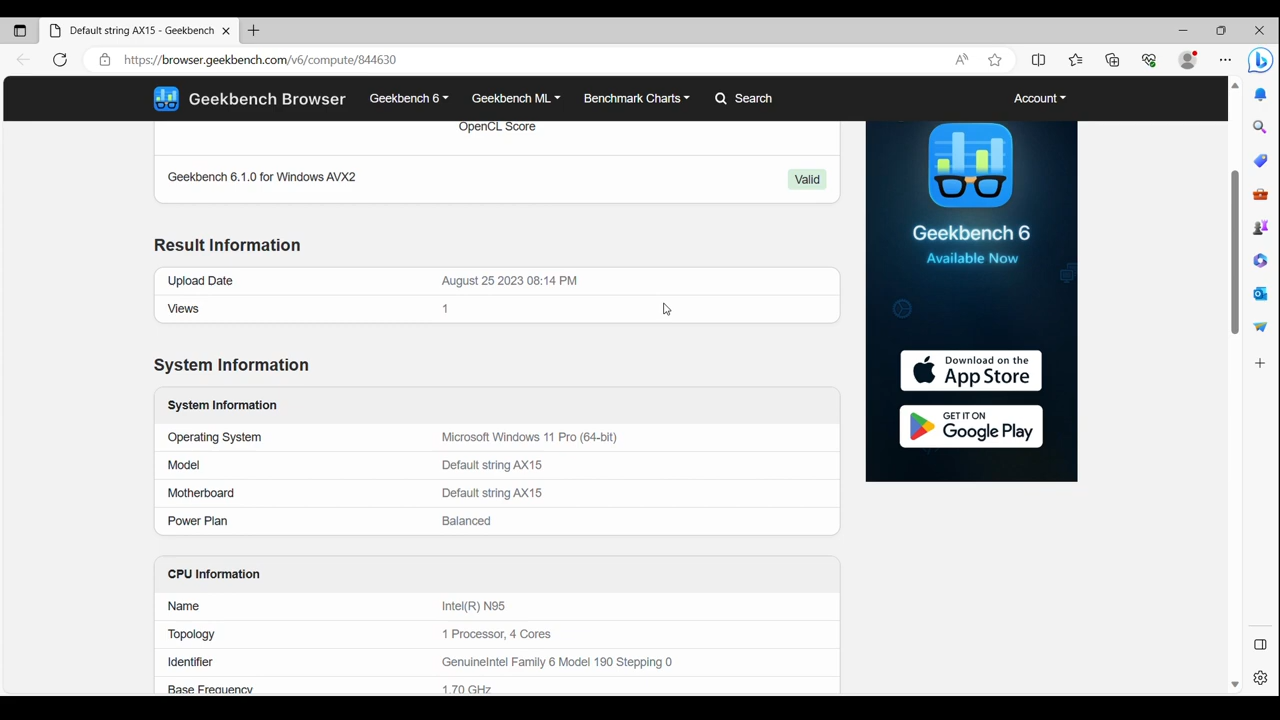 Default string AX15 - Geekbench
https://browser.geekbench.com/v6/compute/844630
Geekbench Browser Geekbench 6 Geekbench ML Benchmark Charts Search Account
OpenCL Score
Geekbench 6.1.0 for Windows AVX2 Valid
Result Information
Upload Date August 25 2023 08:14 PM
Views 1
System Information
System Information
Operating System Microsoft Windows 11 Pro (64-bit)
Model Default string AX15
Motherboard Default string AX15
Power Plan Balanced
CPU Information
Name Intel(R) N95
Topology 1 Processor, 4 Cores
Identifier GenuineIntel Family 6 Model 190 Stepping 0
Base Frequency 1.70 GHz
Geekbench 6
Available Now
Download on the
App Store
GET IT ON
Google Play